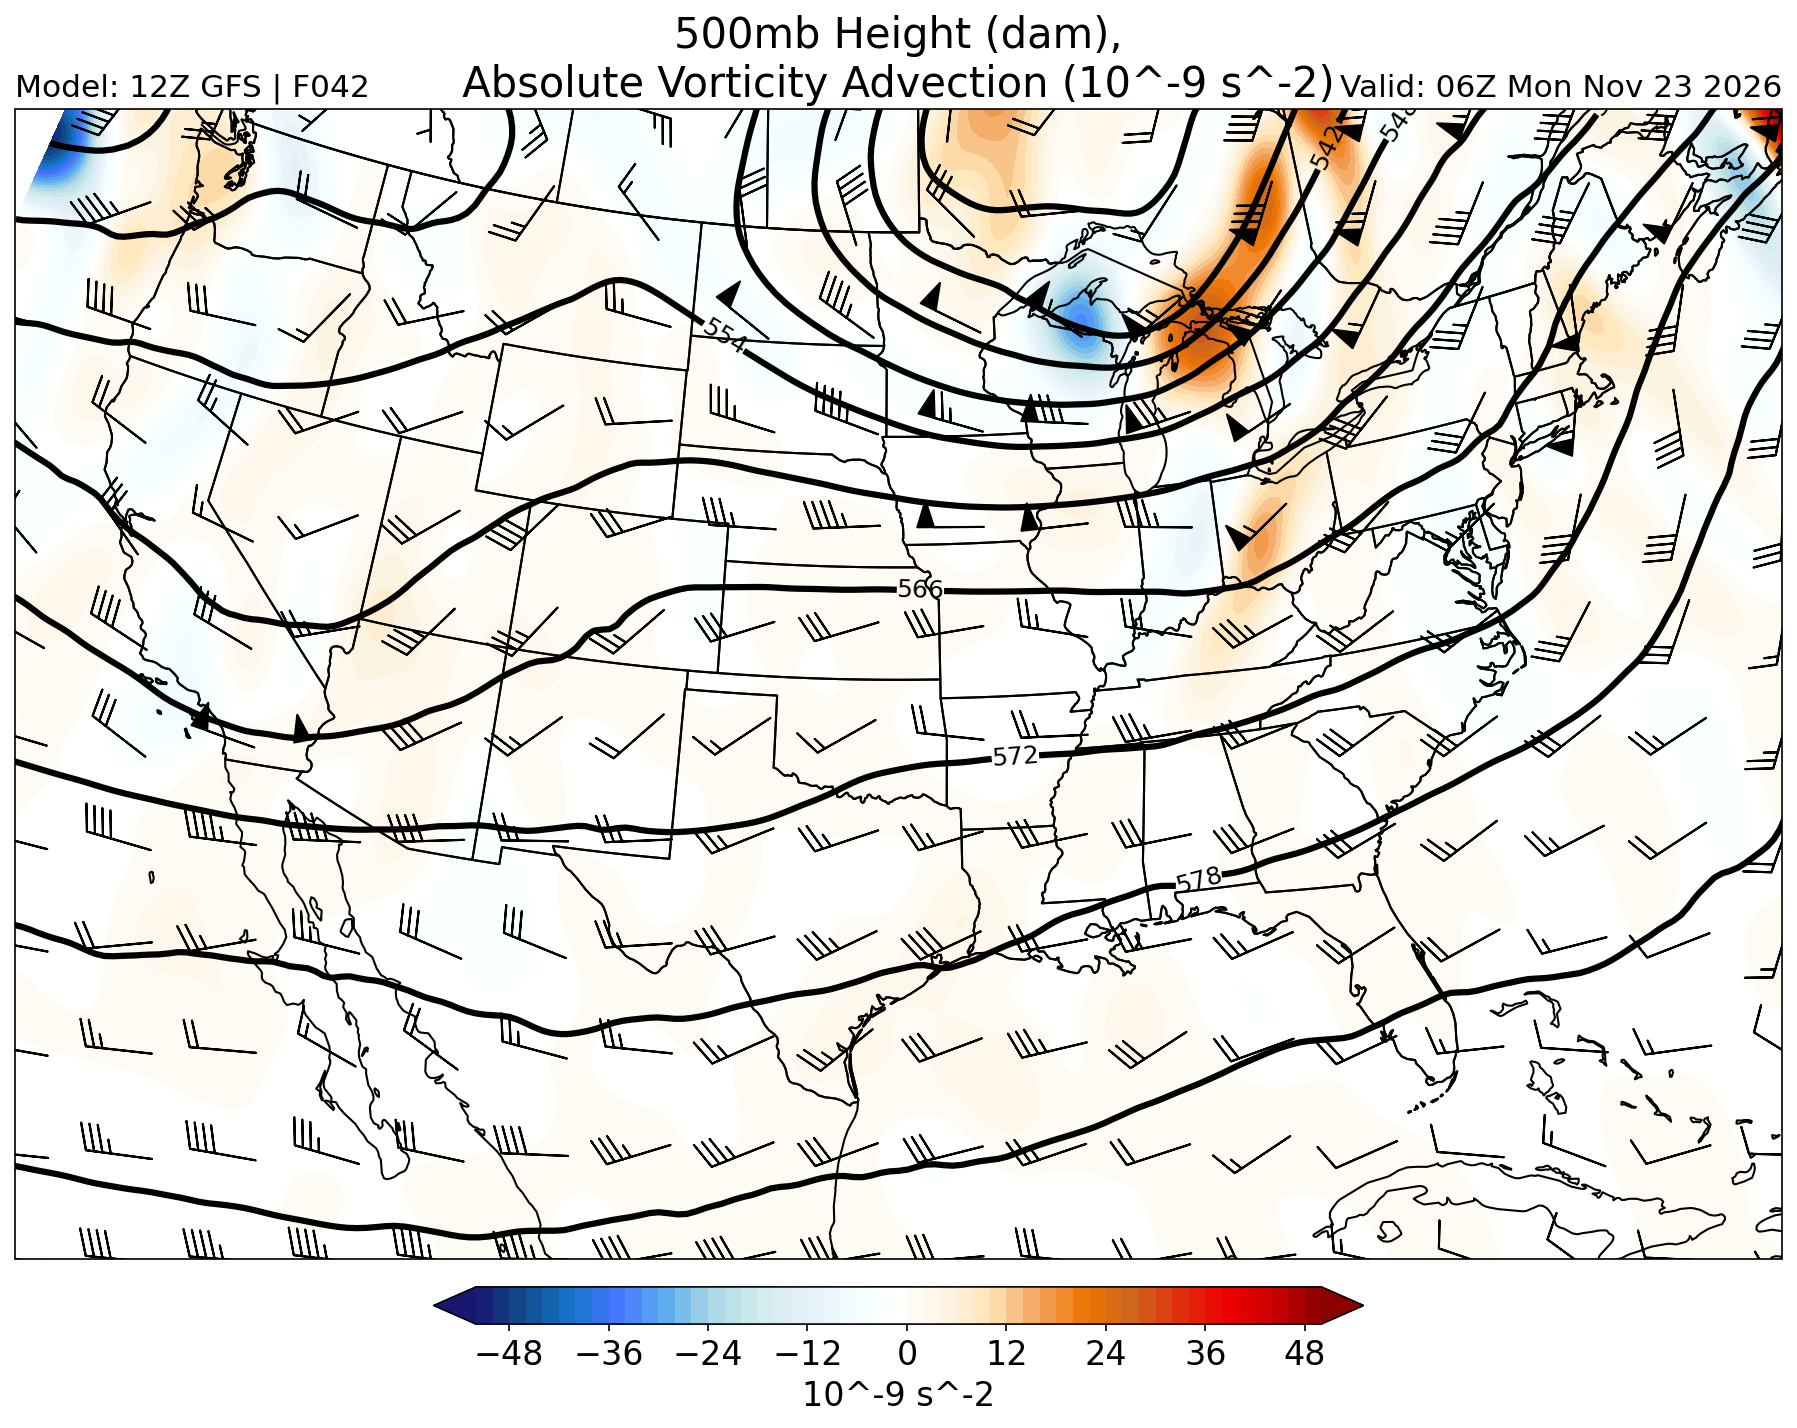 500mb Height (dam),
Model: 12Z GFS | F042
Absolute Vorticity Advection (10^-9 s^-2)
Valid: 06Z Mon Nov 23 2026
542
548
554
566
572
578
−48 −36 −24 −12 0 12 24 36 48
10^-9 s^-2